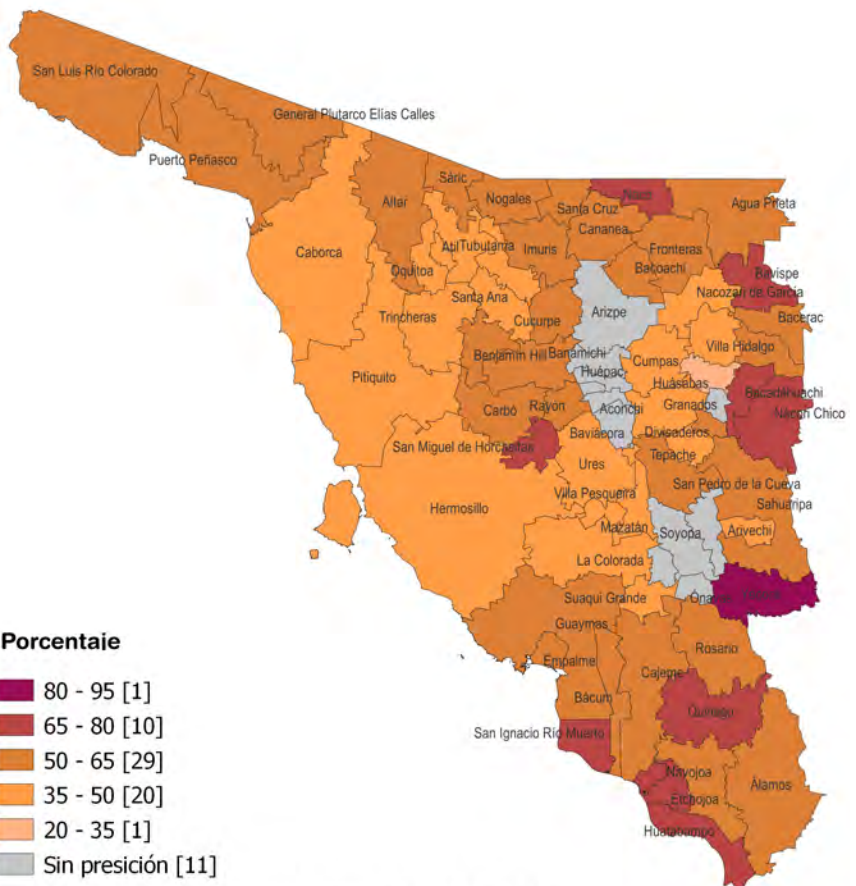 San Luis Río Colorado
General Plutarco Elías Calles
Puerto Peñasco
Sáric
Naco
Altar
Nogales
Agua Prieta
Santa Cruz
Cananea
Caborca
Atil
Tubutama
Imuris
Fronteras
Bacoachi
Oquitoa
Bavispe
Nacozari de García
Santa Ana
Arizpe
Trincheras
Cucurpe
Bacerac
Villa Hidalgo
Benjamín Hill
Banámichi
Cumpas
Huépac
Pitiquito
Huásabas
Bacadéhuachi
Carbó
Rayón
Aconchi
Granados
Nácori Chico
Baviácora
Divisaderos
San Miguel de Horcasitas
Tepache
Ures
San Pedro de la Cueva
Villa Pesqueira
Sahuaripa
Hermosillo
Mazatán
Soyopa
Arivechi
La Colorada
Suaqui Grande
Guaymas
Rosario
Empalme
Cajeme
Bácum
Quiriego
San Ignacio Río Muerto
Navojoa
Álamos
Etchojoa
Huatabampo
Porcentaje
80 - 95 [1]
65 - 80 [10]
50 - 65 [29]
35 - 50 [20]
20 - 35 [1]
Sin presición [11]